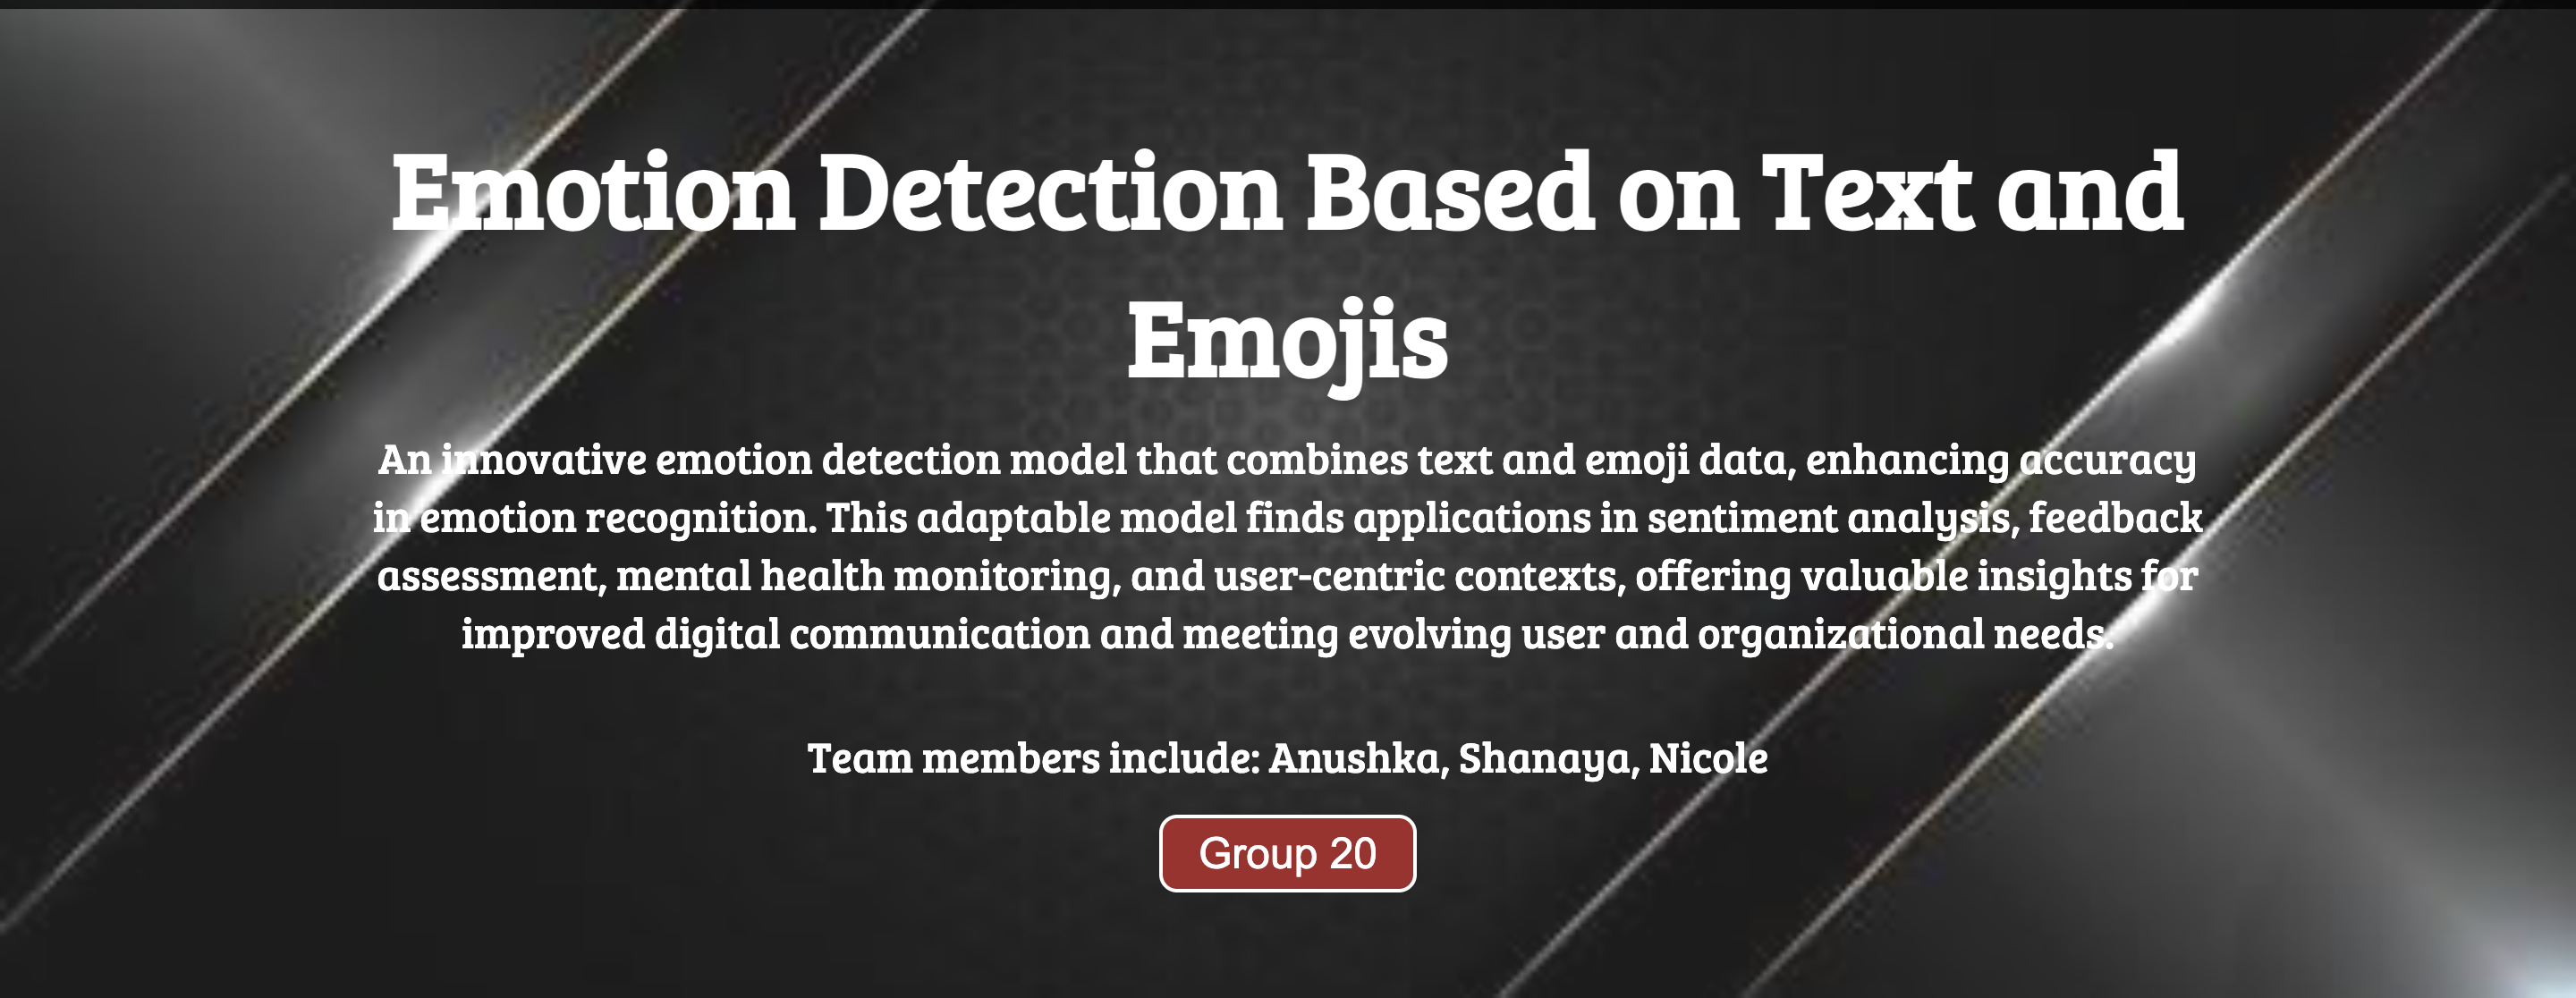 Emotion Detection Based on Text and
Emojis
An innovative emotion detection model that combines text and emoji data, enhancing accuracy
in emotion recognition. This adaptable model finds applications in sentiment analysis, feedback
assessment, mental health monitoring, and user-centric contexts, offering valuable insights for
improved digital communication and meeting evolving user and organizational needs.
Team members include: Anushka, Shanaya, Nicole
Group 20